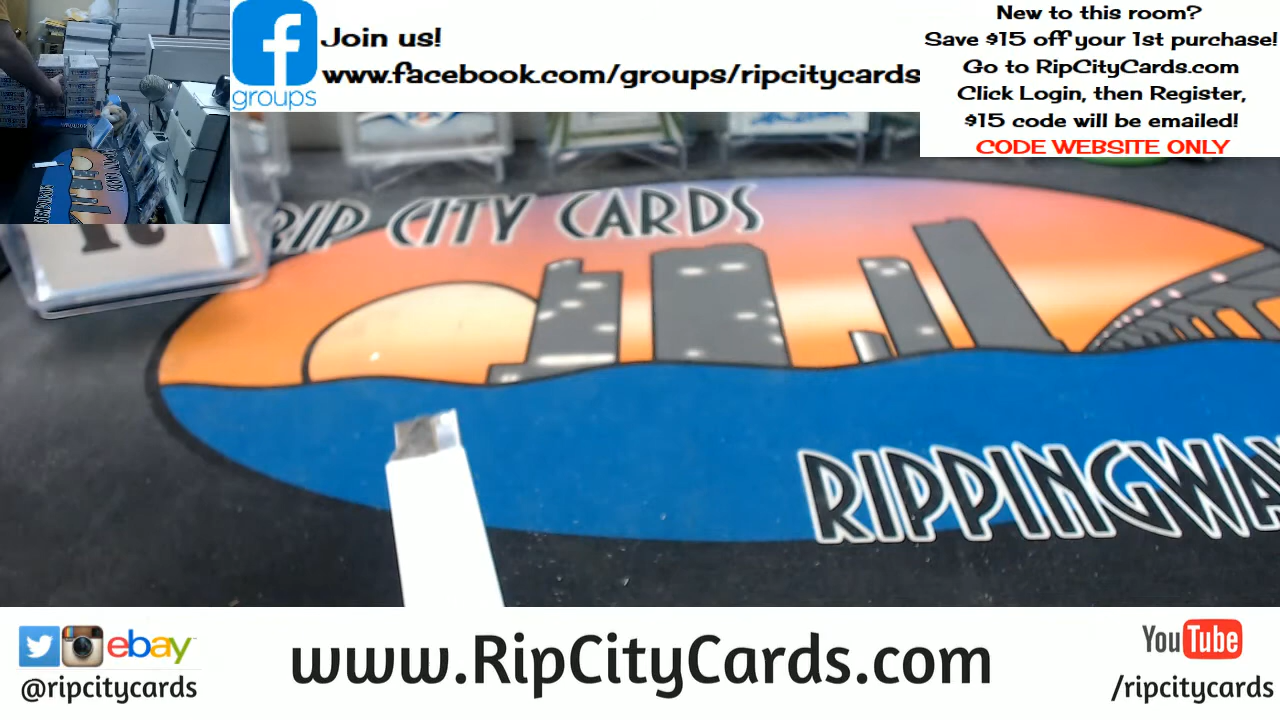 groups
Join us!
www.facebook.com/groups/ripcitycards
New to this room?
Save $15 off your 1st purchase!
Go to RipCityCards.com
Click Login, then Register,
$15 code will be emailed!
CODE WEBSITE ONLY
RIP CITY CARDS
RIPPINGWA
ebay
@ripcitycards
www.RipCityCards.com
YouTube
/ripcitycards